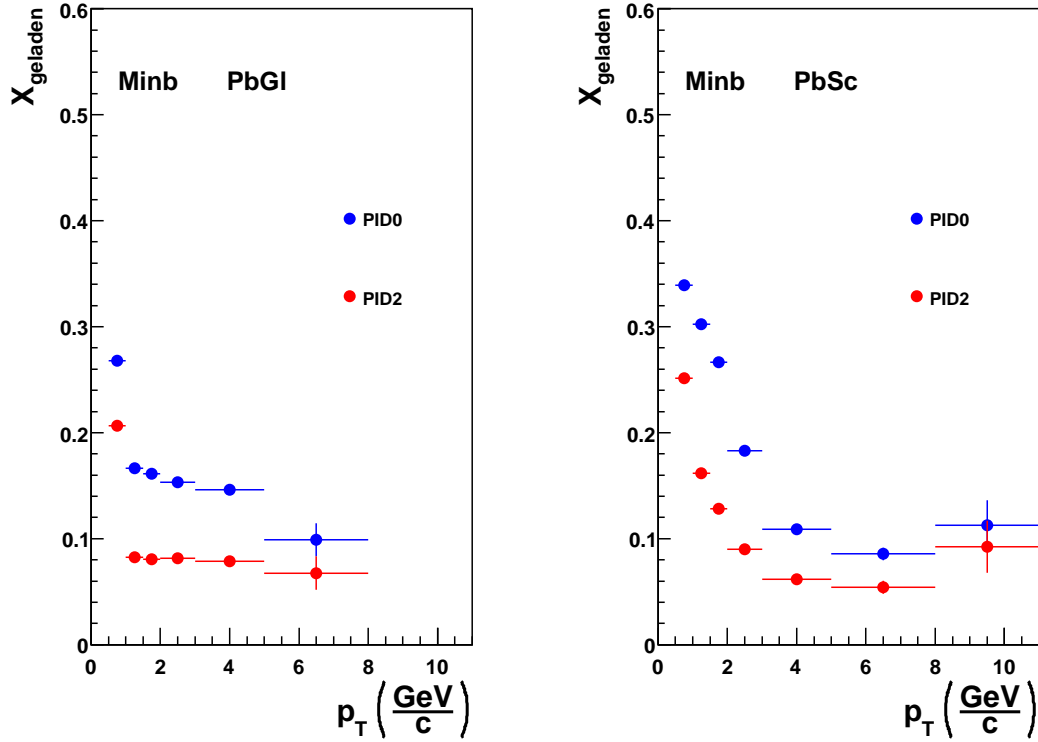 X_geladen
0.6
0.5
0.4
0.3
0.2
0.1
0
Minb PbGl
PID0
PID2
0 2 4 6 8 10
p_T (GeV/c)
X_geladen
0.6
0.5
0.4
0.3
0.2
0.1
0
Minb PbSc
PID0
PID2
0 2 4 6 8 10
p_T (GeV/c)